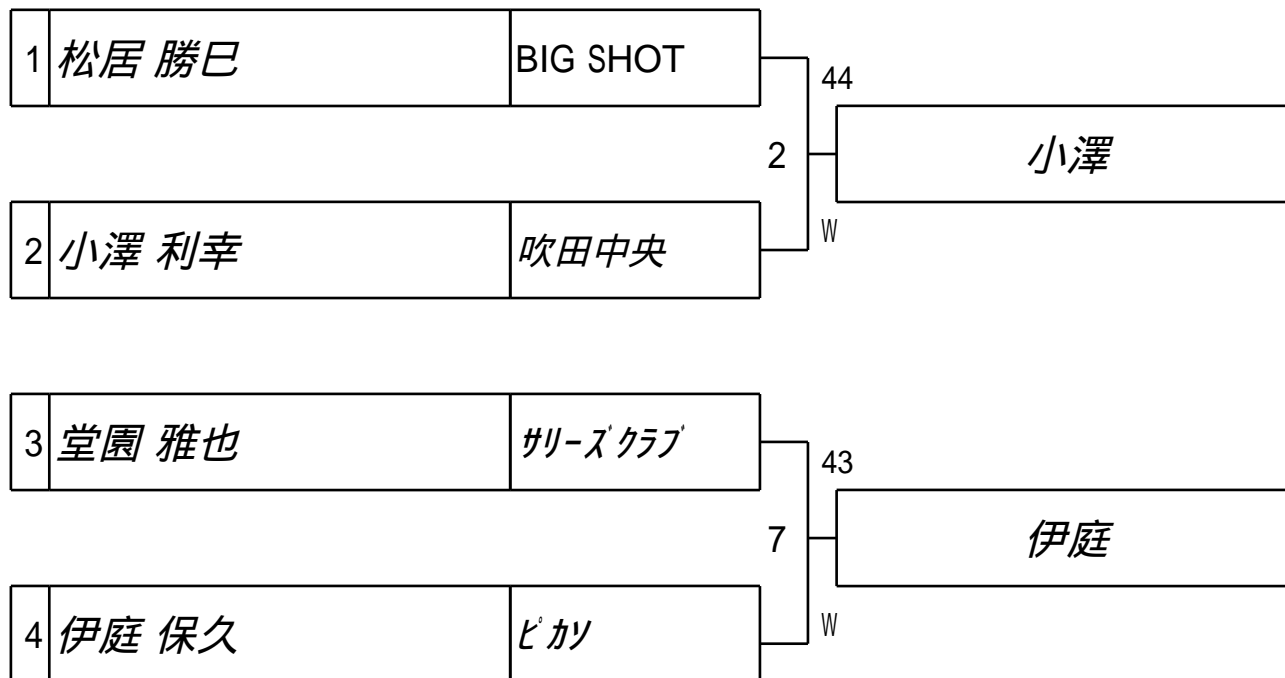 1 松居 勝巳 BIG SHOT
44
2 小澤
2 小澤 利幸 吹田中央
W
3 堂園 雅也 ｻﾘｰｽﾞｸﾗﾌﾞ
43
7 伊庭
4 伊庭 保久 ﾋﾟｶｿ
W